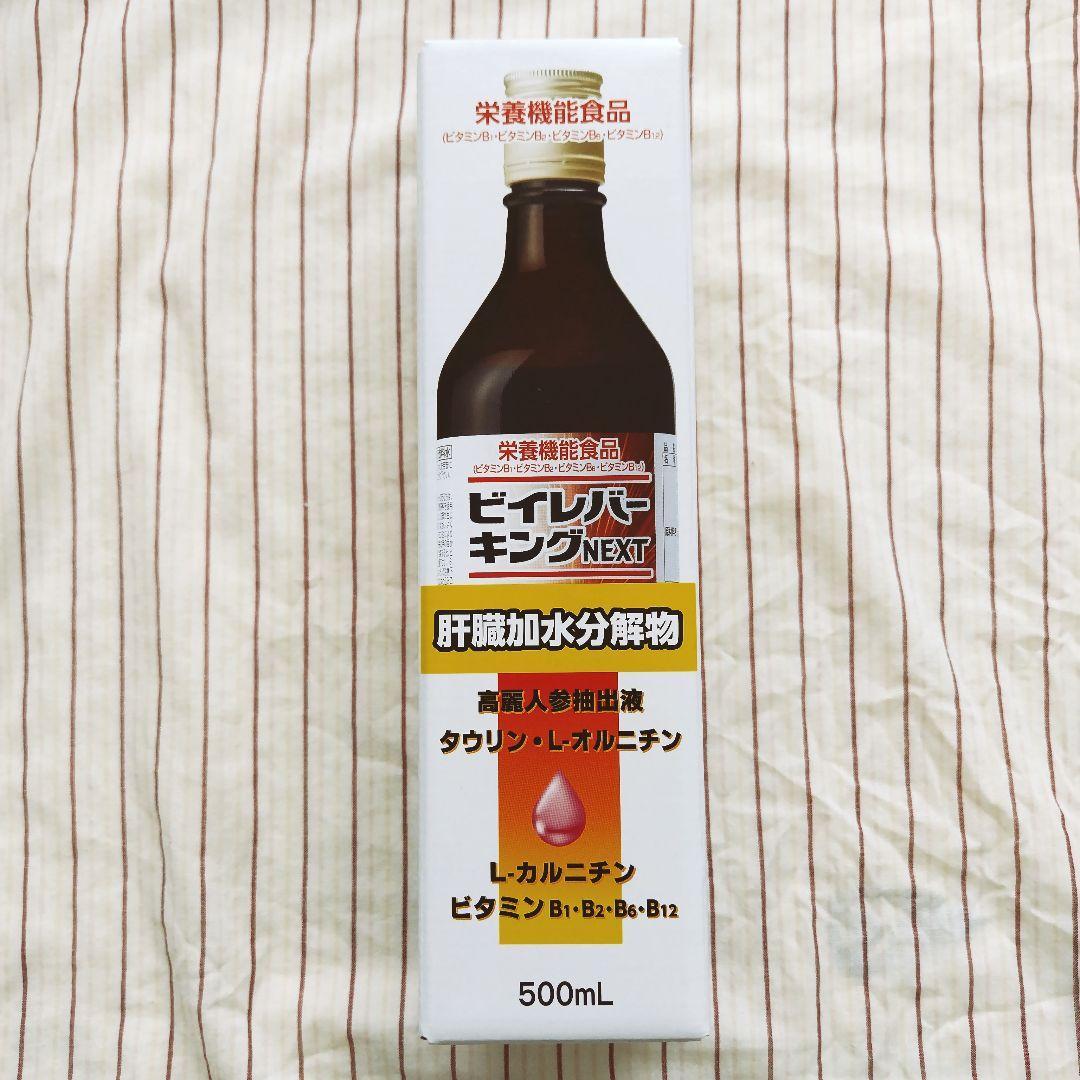 栄養機能食品
(ビタミンB1・ビタミンB2・ビタミンB6・ビタミンB12)
栄養機能食品
(ビタミンB1・ビタミンB2・ビタミンB6・ビタミンB12)
ビイレバー
キングNEXT
肝臓加水分解物
高麗人参抽出液
タウリン・L-オルニチン
L-カルニチン
ビタミンB1・B2・B6・B12
500mL